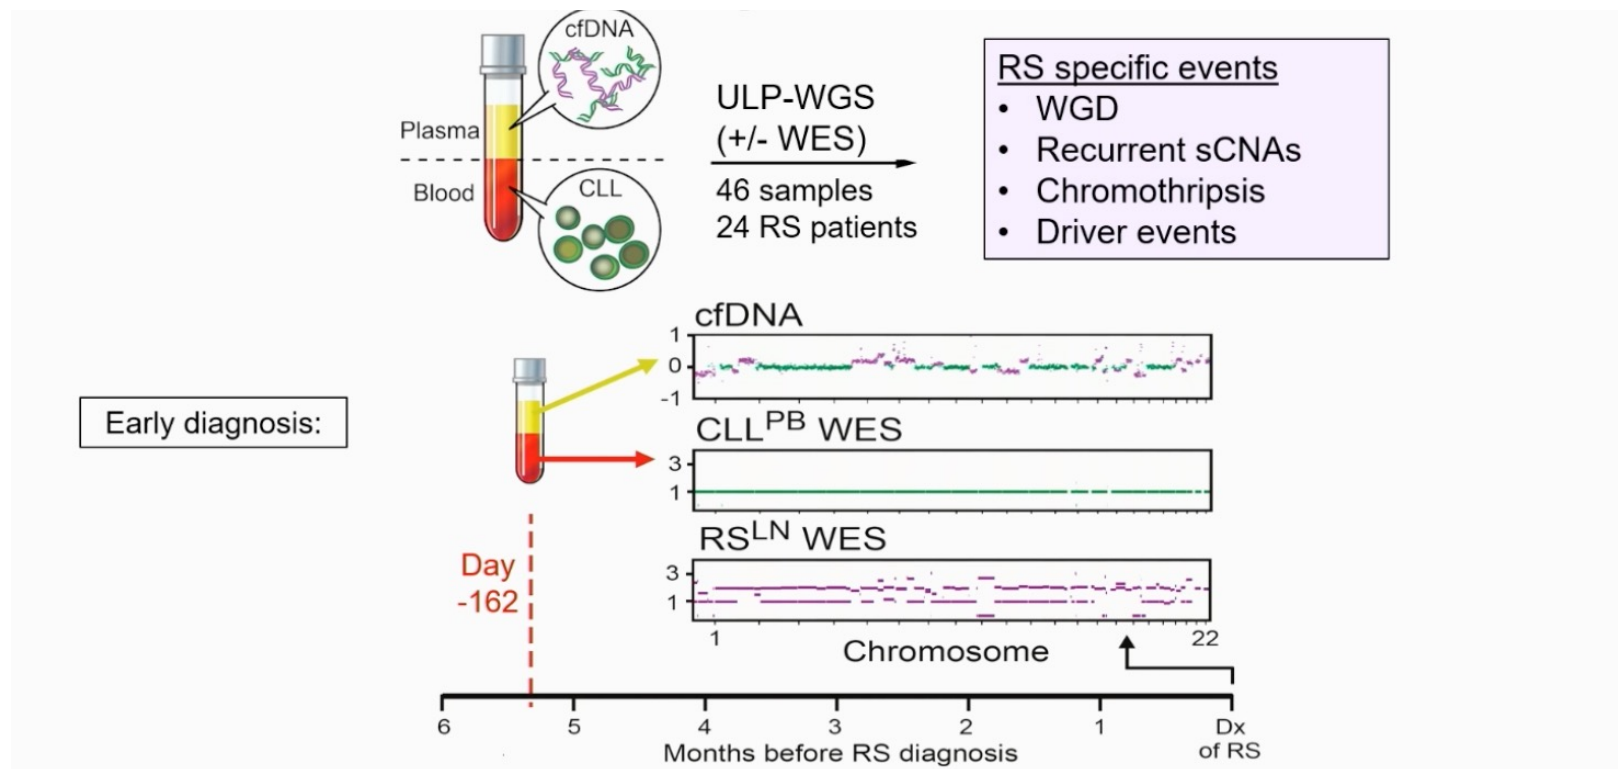 cfDNA
Plasma
Blood
CLL
ULP-WGS
(+/- WES)
46 samples
24 RS patients
RS specific events
• WGD
• Recurrent sCNAs
• Chromothripsis
• Driver events
Early diagnosis:
cfDNA
1
0
-1
CLLPB WES
3
1
RSLN WES
3
1
1 22
Chromosome
Day
-162
6 5 4 3 2 1 Dx
of RS
Months before RS diagnosis